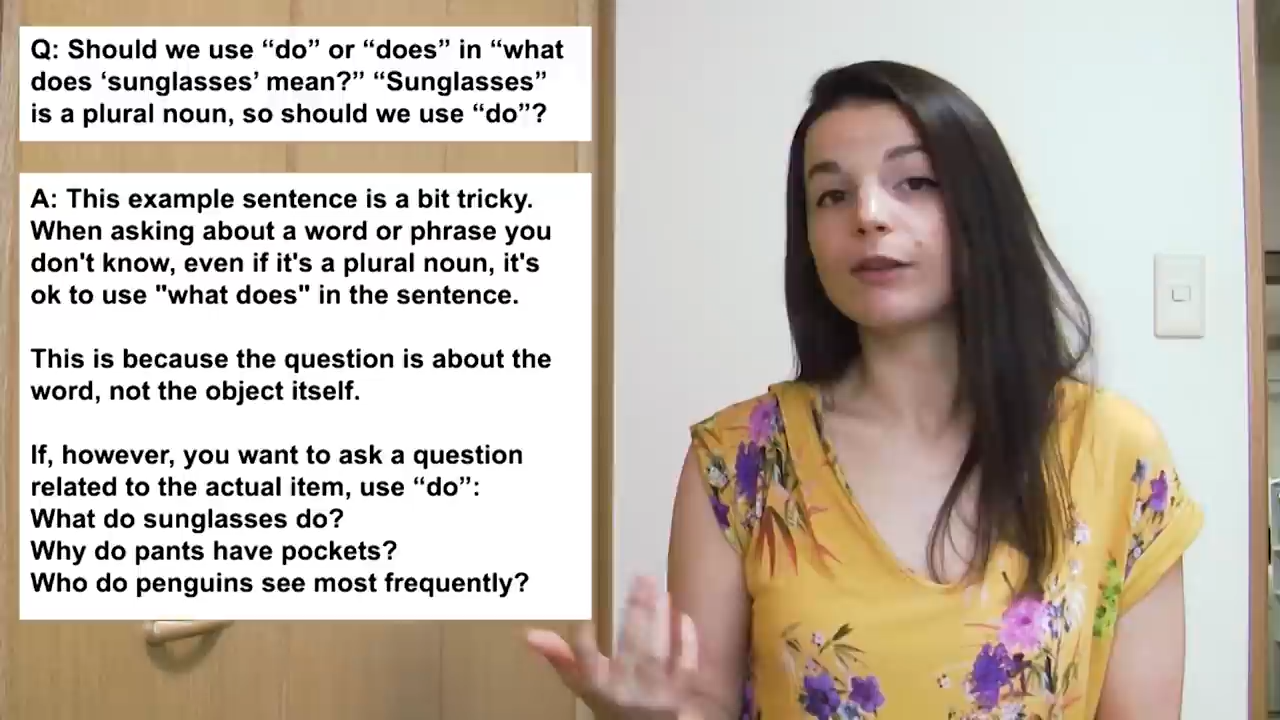 Q: Should we use “do” or “does” in “what
does ‘sunglasses’ mean?” “Sunglasses”
is a plural noun, so should we use “do”?
A: This example sentence is a bit tricky.
When asking about a word or phrase you
don't know, even if it's a plural noun, it's
ok to use "what does" in the sentence.
This is because the question is about the
word, not the object itself.
If, however, you want to ask a question
related to the actual item, use “do”:
What do sunglasses do?
Why do pants have pockets?
Who do penguins see most frequently?